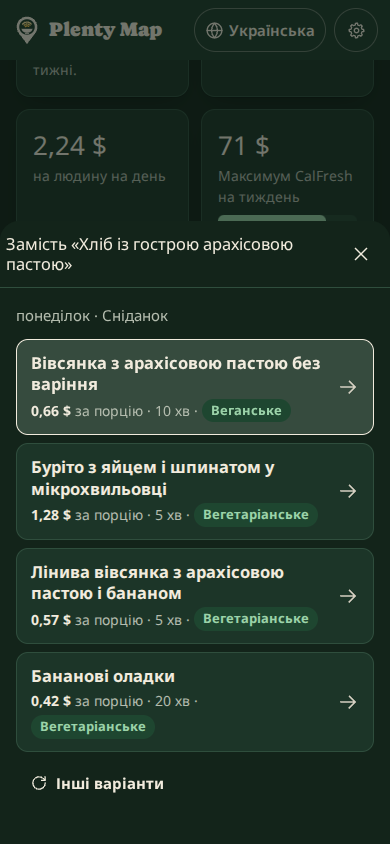 Plenty Map
Українська
тижні.
2,24 $
на людину на день
71 $
Максимум CalFresh
на тиждень
Замість «Хліб із гострою арахісовою
пастою»
понеділок · Сніданок
Вівсянка з арахісовою пастою без
варіння
0,66 $ за порцію · 10 хв · Веганське
Буріто з яйцем і шпинатом у
мікрохвильовці
1,28 $ за порцію · 5 хв · Вегетаріанське
Лінива вівсянка з арахісовою
пастою і бананом
0,57 $ за порцію · 5 хв · Вегетаріанське
Бананові оладки
0,42 $ за порцію · 20 хв ·
Вегетаріанське
Інші варіанти